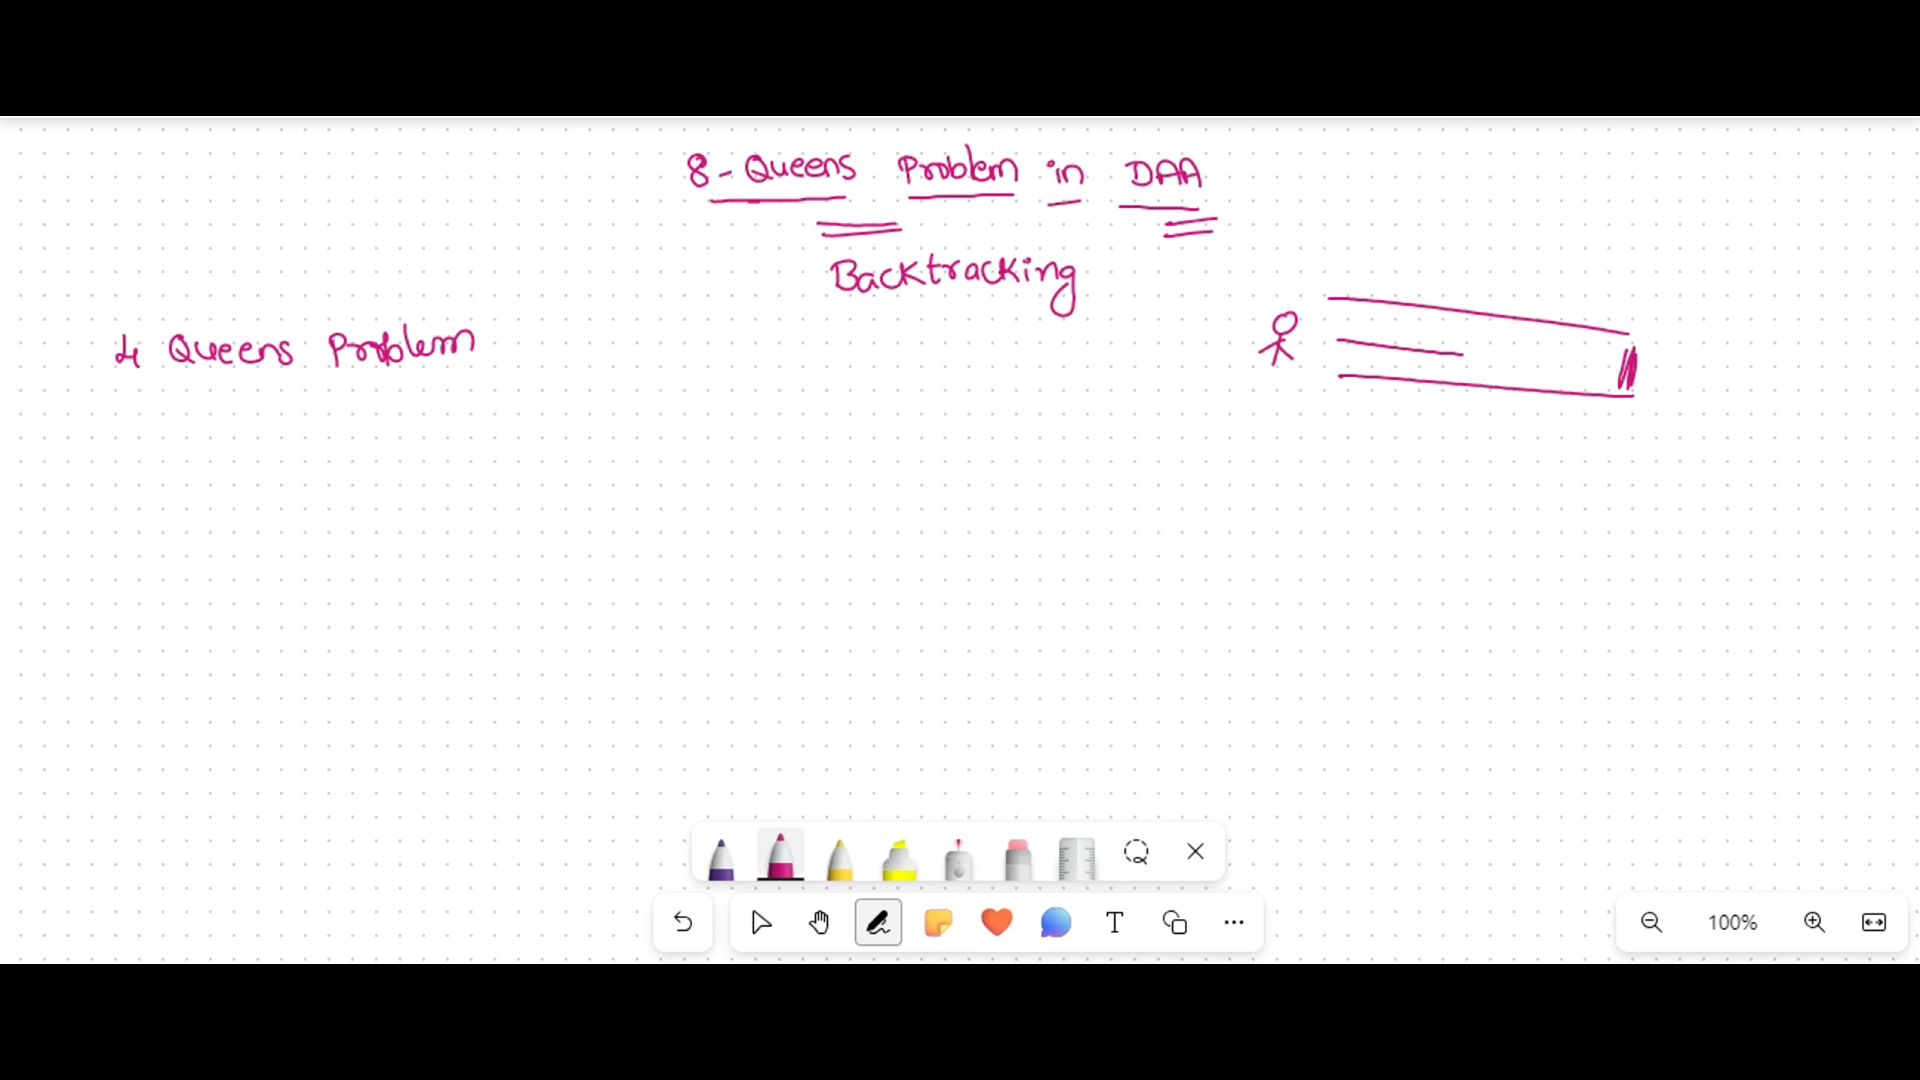 8-Queens Problem in DAA
Backtracking
4 Queens Problem
T
100%